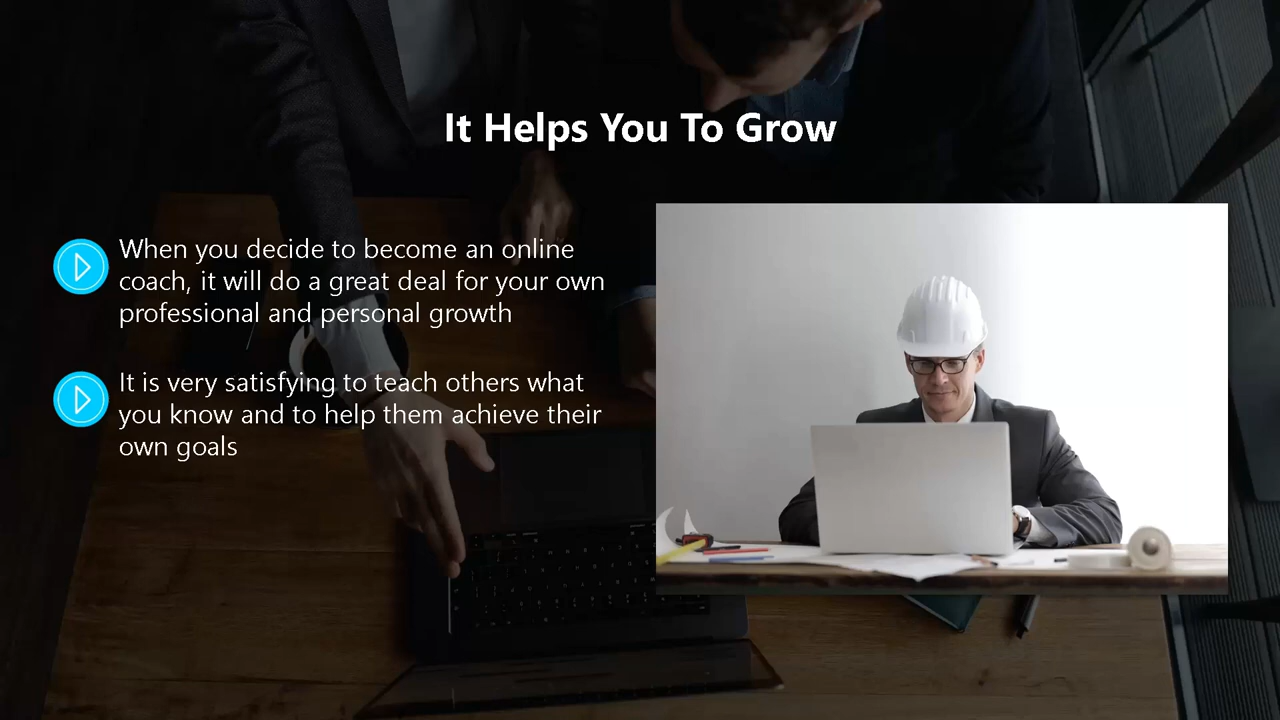 It Helps You To Grow
When you decide to become an online
coach, it will do a great deal for your own
professional and personal growth
It is very satisfying to teach others what
you know and to help them achieve their
own goals